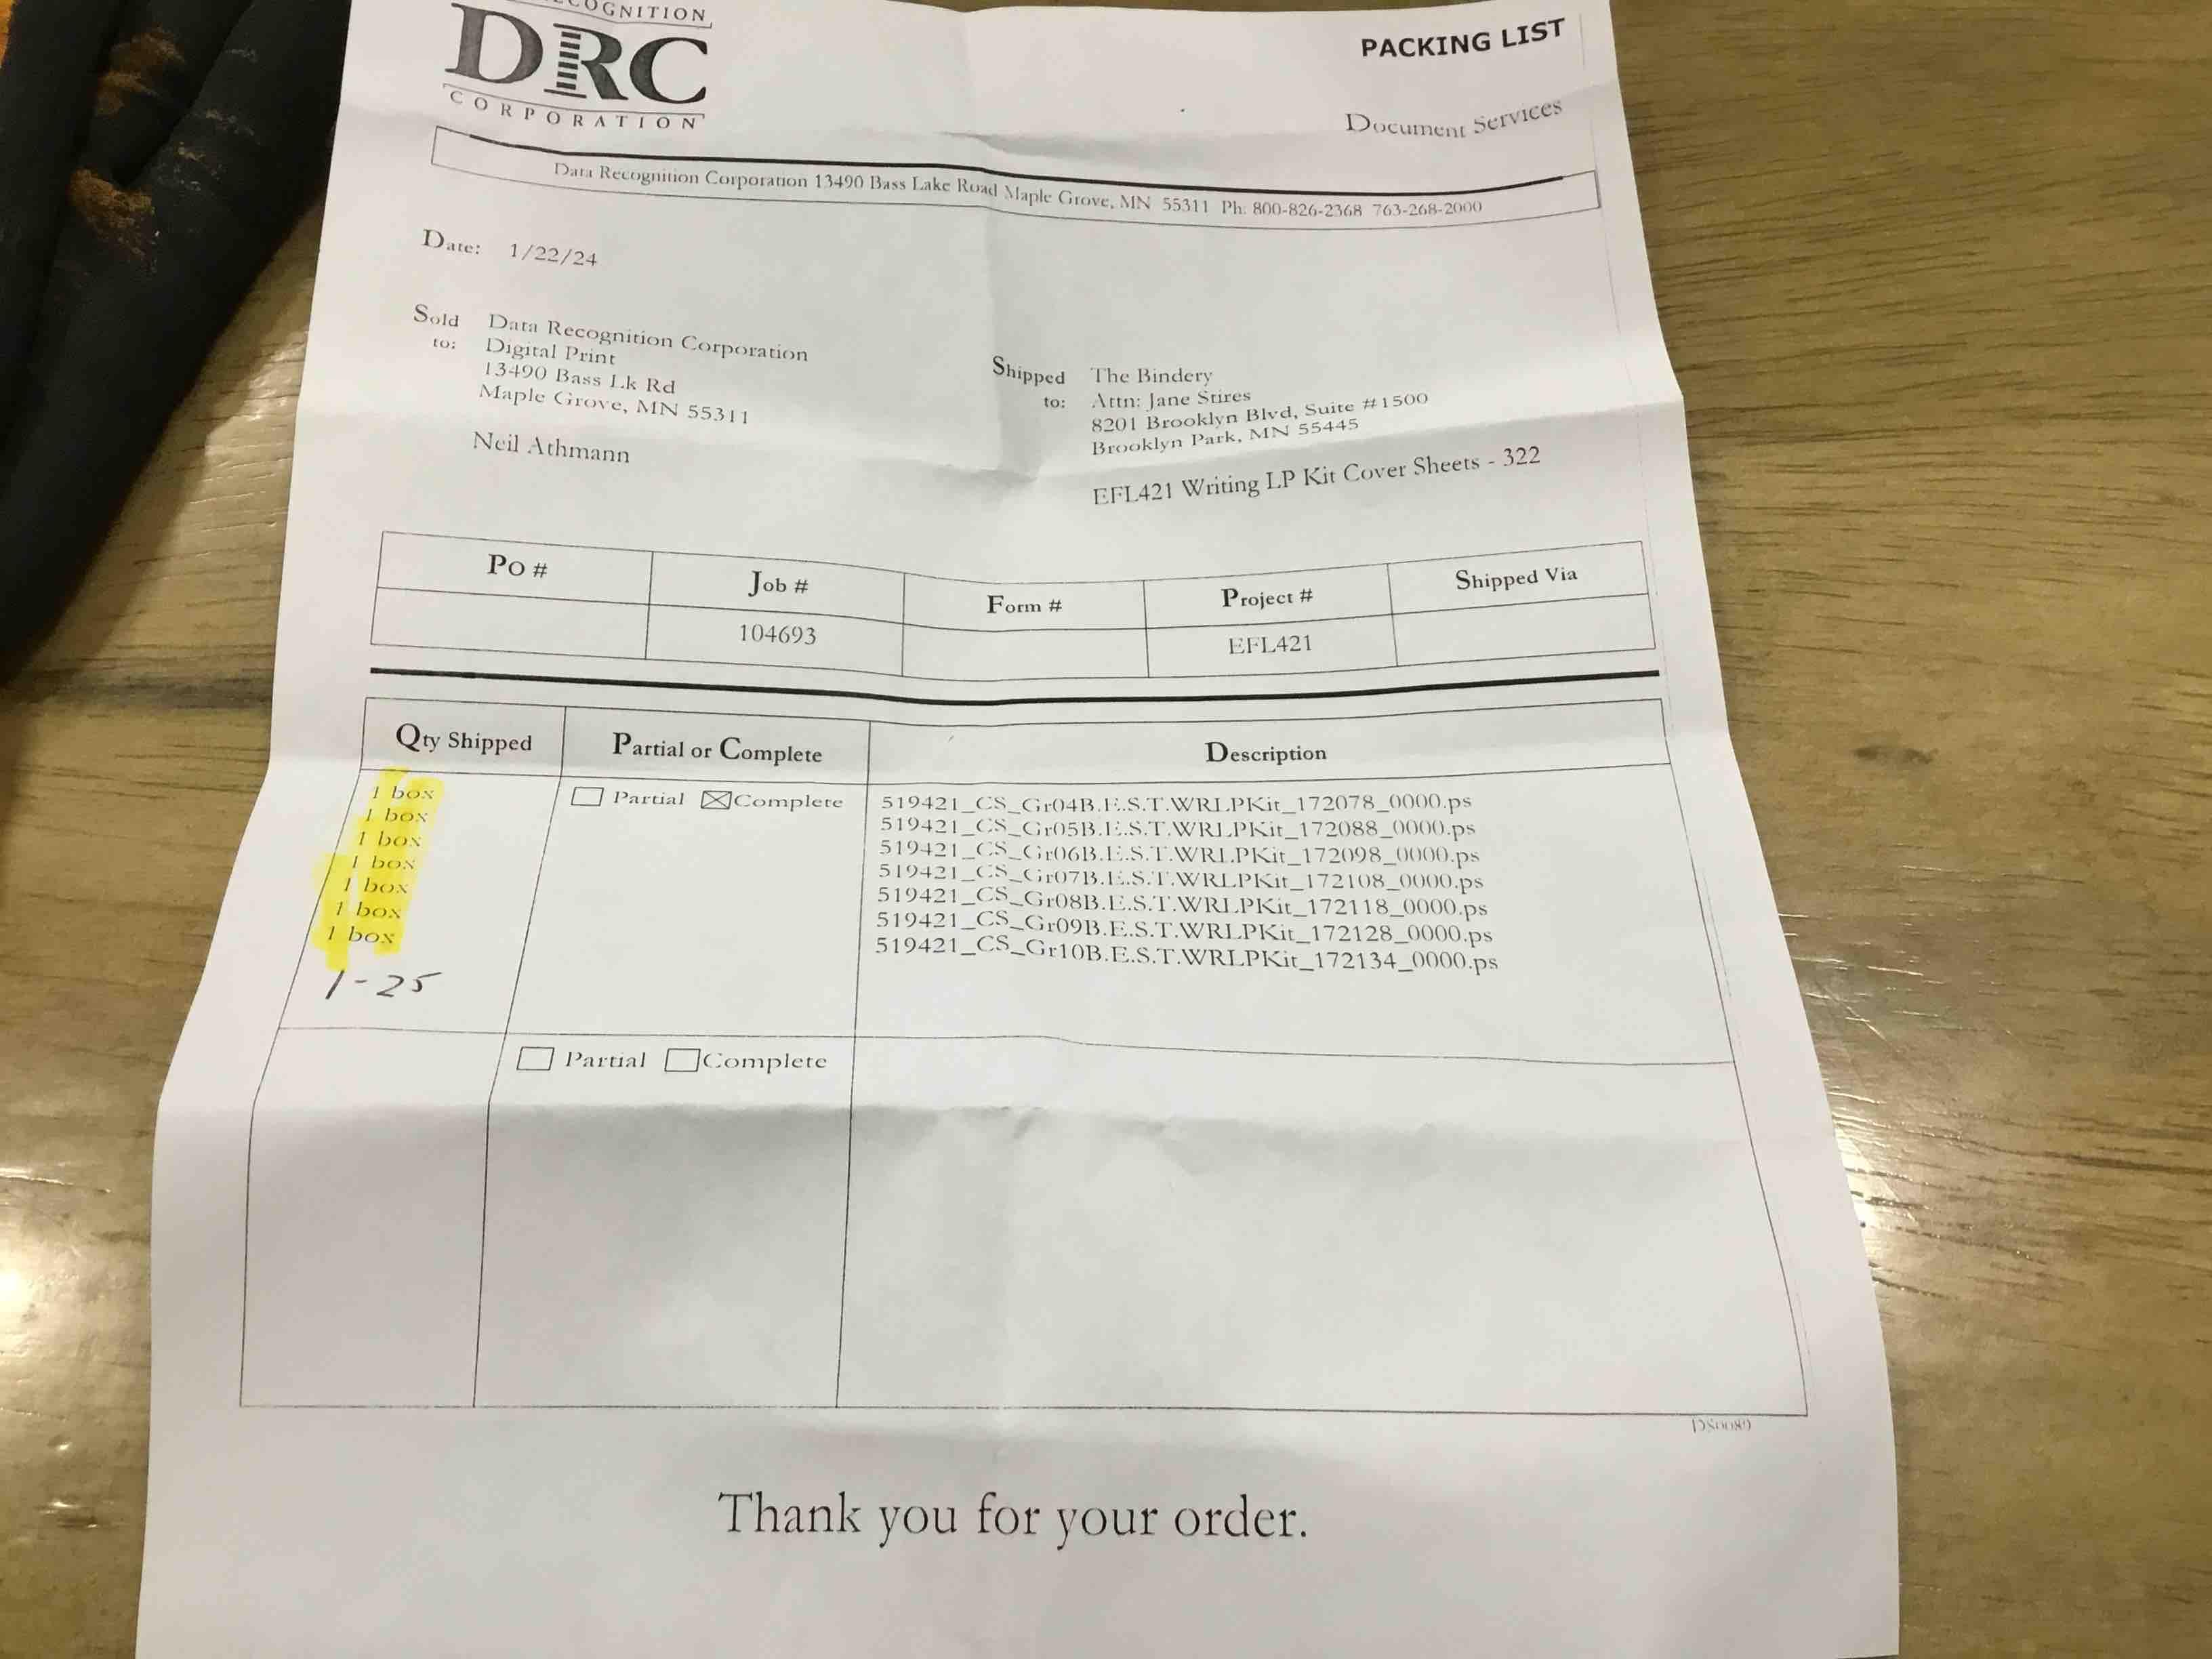 RECOGNITION
DRC
CORPORATION
PACKING LIST
Document Services
Data Recognition Corporation 13490 Bass Lake Road Maple Grove, MN 55311 Ph. 800-826-2368 763-268-2000
Date: 1/22/24
Sold to: Data Recognition Corporation
Digital Print
13490 Bass Lk Rd
Maple Grove, MN 55311
Neil Athmann
Shipped to: The Bindery
Attn: Jane Stires
8201 Brooklyn Blvd, Suite #1500
Brooklyn Park, MN 55445
EFL421 Writing LP Kit Cover Sheets - 322
Po # Job # Form # Project # Shipped Via
104693 EFL421
Qty Shipped Partial or Complete Description
1 box Partial Complete 519421_CS_Gr04B.E.S.T.WRLPKit_172078_0000.ps
1 box 519421_CS_Gr05B.E.S.T.WRLPKit_172088_0000.ps
1 box 519421_CS_Gr06B.E.S.T.WRLPKit_172098_0000.ps
1 box 519421_CS_Gr07B.E.S.T.WRLPKit_172108_0000.ps
1 box 519421_CS_Gr08B.E.S.T.WRLPKit_172118_0000.ps
1 box 519421_CS_Gr09B.E.S.T.WRLPKit_172128_0000.ps
1 box 519421_CS_Gr10B.E.S.T.WRLPKit_172134_0000.ps
1-25
Partial Complete
DS0089
Thank you for your order.